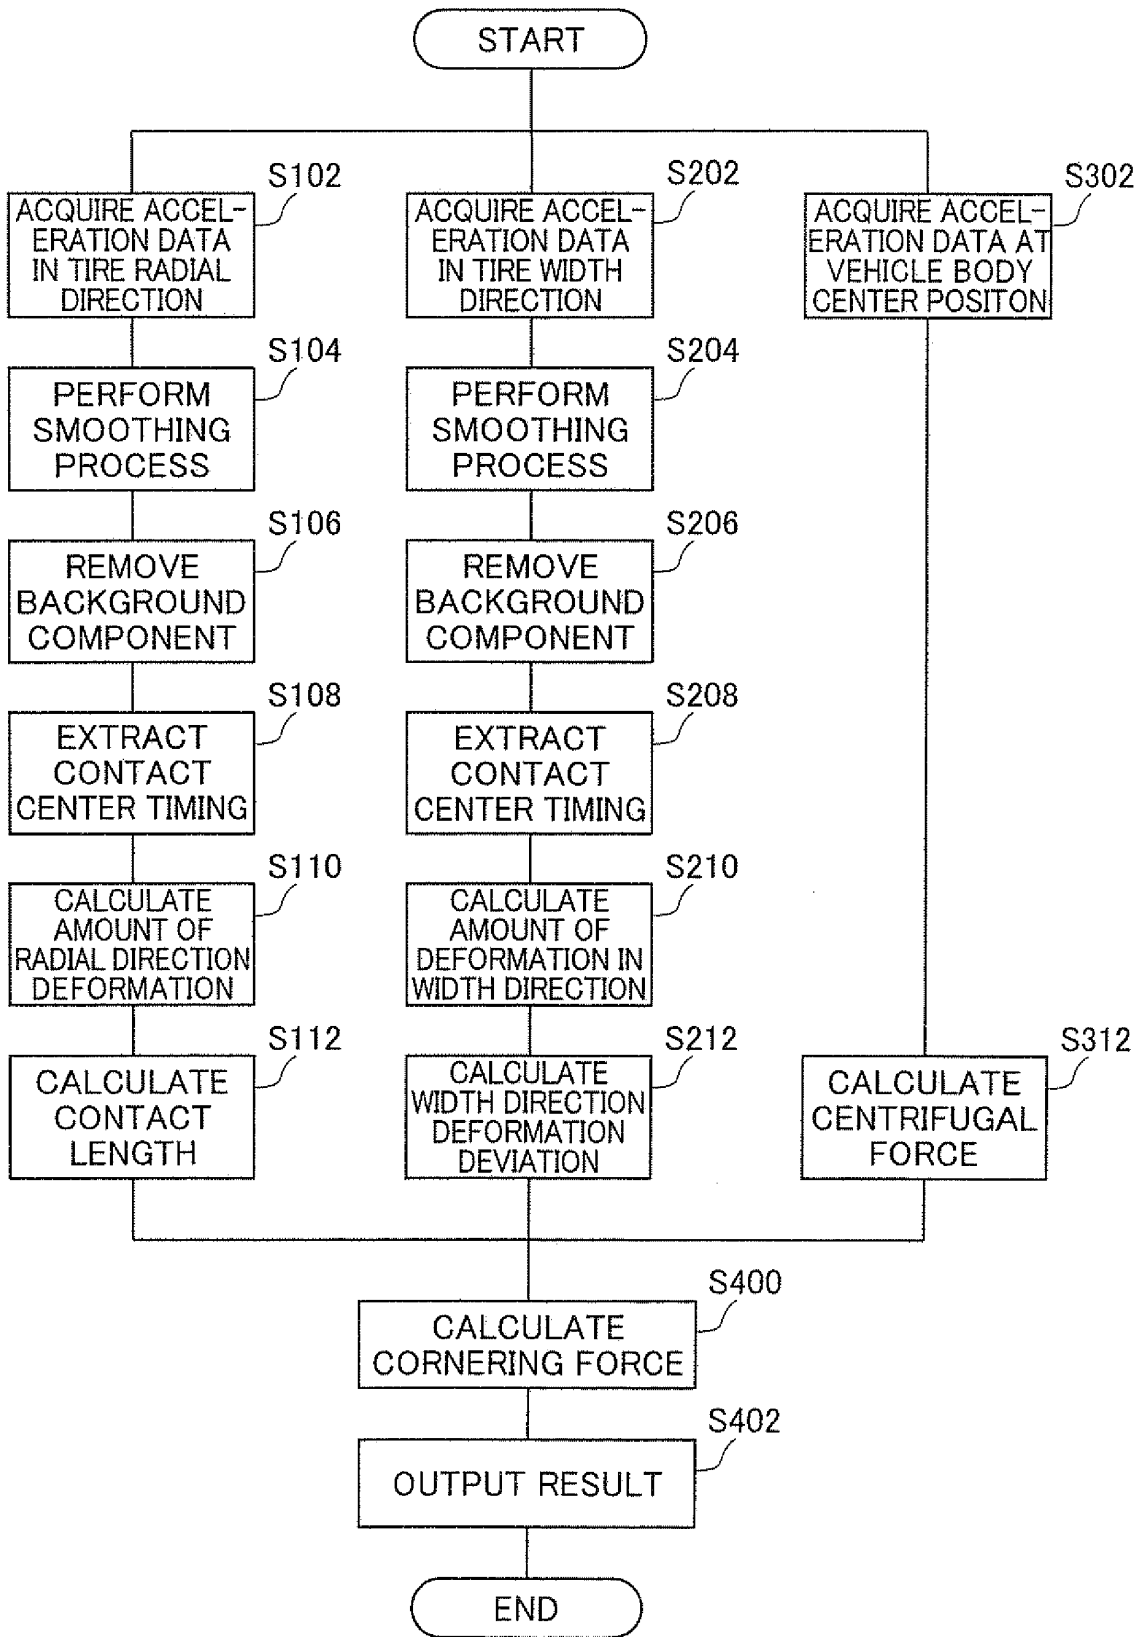 START
S102
ACQUIRE ACCEL-
ERATION DATA
IN TIRE RADIAL
DIRECTION
S104
PERFORM
SMOOTHING
PROCESS
S106
REMOVE
BACKGROUND
COMPONENT
S108
EXTRACT
CONTACT
CENTER TIMING
S110
CALCULATE
AMOUNT OF
RADIAL DIRECTION
DEFORMATION
S112
CALCULATE
CONTACT
LENGTH
S202
ACQUIRE ACCEL-
ERATION DATA
IN TIRE WIDTH
DIRECTION
S204
PERFORM
SMOOTHING
PROCESS
S206
REMOVE
BACKGROUND
COMPONENT
S208
EXTRACT
CONTACT
CENTER TIMING
S210
CALCULATE
AMOUNT OF
DEFORMATION IN
WIDTH DIRECTION
S212
CALCULATE
WIDTH DIRECTION
DEFORMATION
DEVIATION
S302
ACQUIRE ACCEL-
ERATION DATA AT
VEHICLE BODY
CENTER POSITON
S312
CALCULATE
CENTRIFUGAL
FORCE
S400
CALCULATE
CORNERING FORCE
S402
OUTPUT RESULT
END